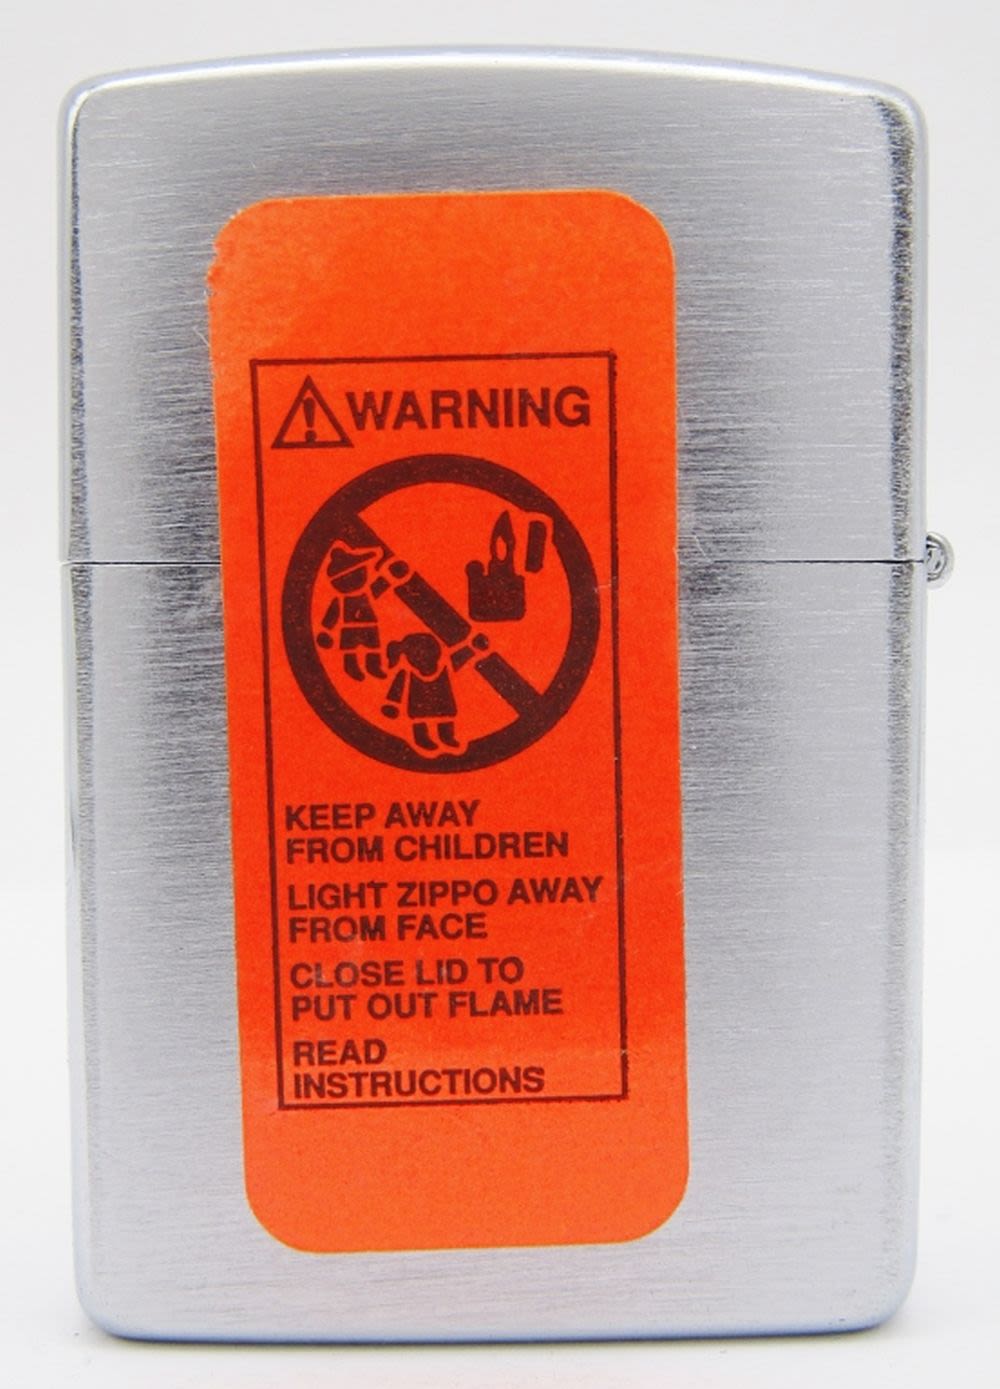 WARNING
KEEP AWAY
FROM CHILDREN
LIGHT ZIPPO AWAY
FROM FACE
CLOSE LID TO
PUT OUT FLAME
READ
INSTRUCTIONS